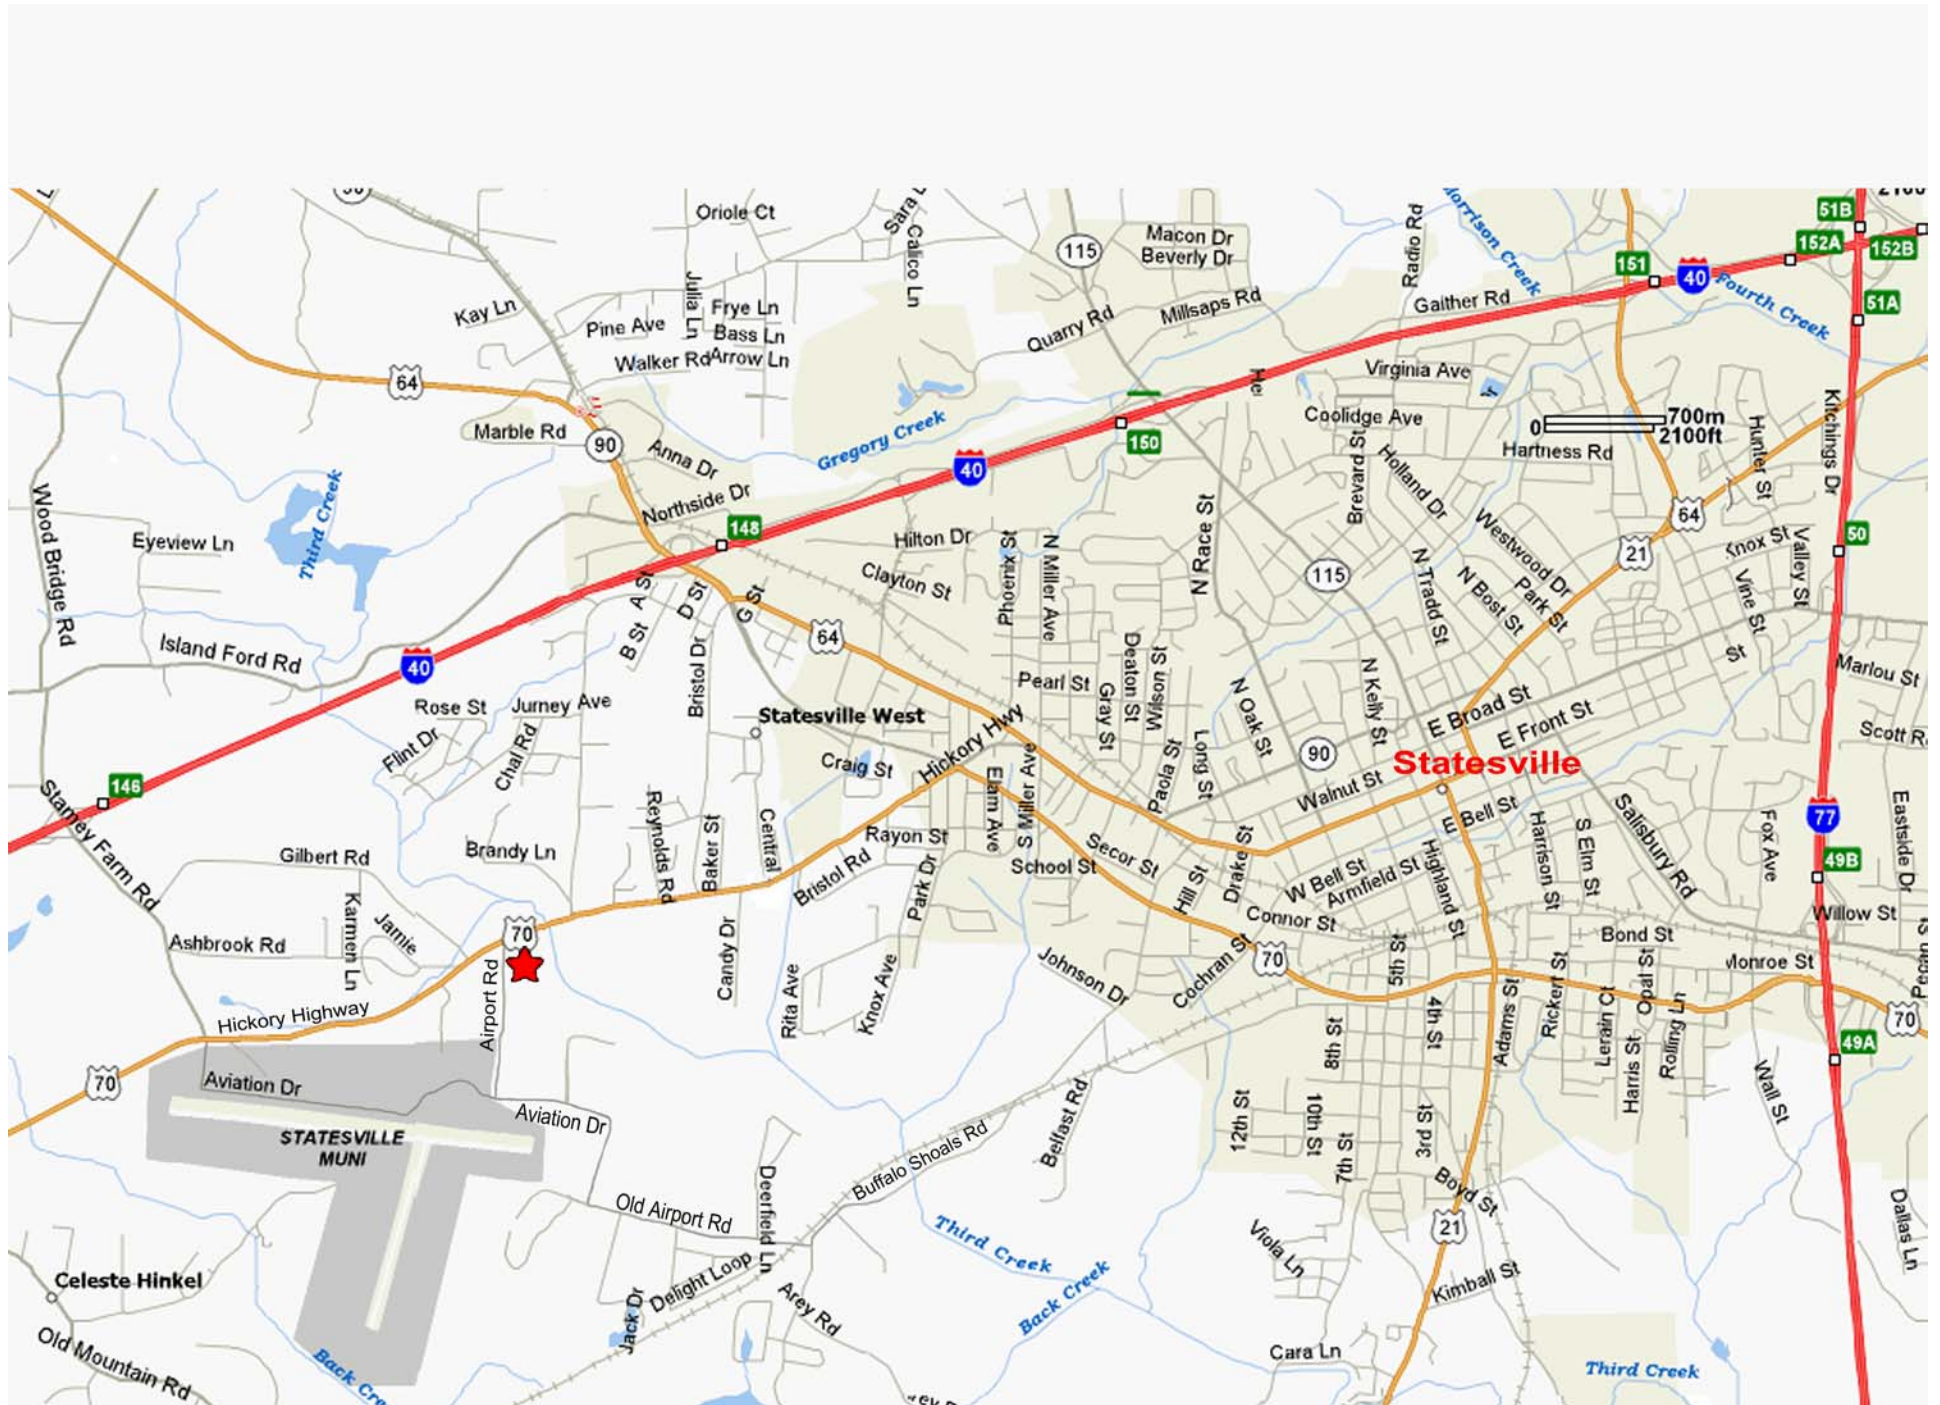 Oriole Ct
Calico Ln
115
Macon Dr
Beverly Dr
Radio Rd
Morrison Creek
51B
152A
152B
151
40
Fourth Creek
51A
Kay Ln
Julia Ln
Frye Ln
Pine Ave
Bass Ln
Walker Rd
Arrow Ln
Quarry Rd
Millsaps Rd
Gaither Rd
64
Virginia Ave
Coolidge Ave
0
700m
2100ft
Kitchings Dr
Marble Rd
90
Anna Dr
Gregory Creek
40
150
Brevard St
Holland Dr
Hartness Rd
Hunter St
Wood Bridge Rd
Third Creek
Northside Dr
148
Eyeview Ln
Hilton Dr
Clayton St
Phoenix St
N Miller Ave
N Race St
115
Westwood Dr
64
21
Knox St
Valley St
50
N Tradd St
N Bost St
Park St
Vine St
A St
B St
D St
G St
64
Island Ford Rd
40
Bristol Dr
Deaton St
Wilson St
Pearl St
Gray St
N Oak St
N Kelly St
E Broad St
E Front St
St
Marlou St
Rose St
Jurney Ave
Flint Dr
Chal Rd
Statesville West
Hickory Hwy
Craig St
Elam Ave
S Miller Ave
Paola St
Long St
90
Statesville
Walnut St
E Bell St
146
Stamey Farm Rd
Gilbert Rd
Brandy Ln
Reynolds Rd
Baker St
Central
Rayon St
Bristol Rd
Park Dr
School St
Secor St
Hill St
Drake St
W Bell St
Armfield St
Highland St
Harrison St
S Elm St
Salisbury Rd
Fox Ave
77
49B
Eastside Dr
Willow St
Karmen Ln
Jamie
Ashbrook Rd
70
Airport Rd
Hickory Highway
Candy Dr
Rita Ave
Knox Ave
Johnson Dr
Cochran St
Connor St
70
5th St
4th St
Bond St
Monroe St
Adams St
Rickert St
Lerain Ct
Opal St
Harris St
Rolling Ln
70
49A
Wall St
70
Aviation Dr
Aviation Dr
STATESVILLE
MUNI
8th St
12th St
10th St
7th St
3rd St
Belfast Rd
Buffalo Shoals Rd
Old Airport Rd
Deerfield Ln
Third Creek
Back Creek
Boyd St
21
Viola Ln
Kimball St
Dallas Ln
Celeste Hinkel
Old Mountain Rd
Jack Dr
Delight Loop
Arey Rd
Cara Ln
Third Creek